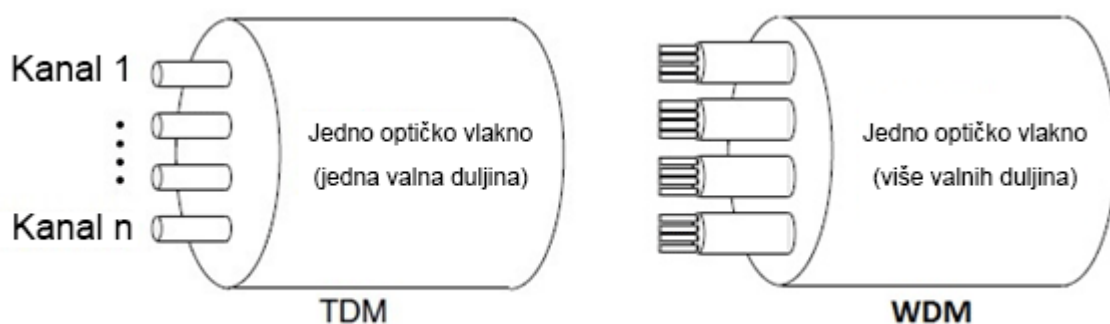 Kanal 1
Kanal n
Jedno optičko vlakno
(jedna valna duljina)
TDM
Jedno optičko vlakno
(više valnih duljina)
WDM